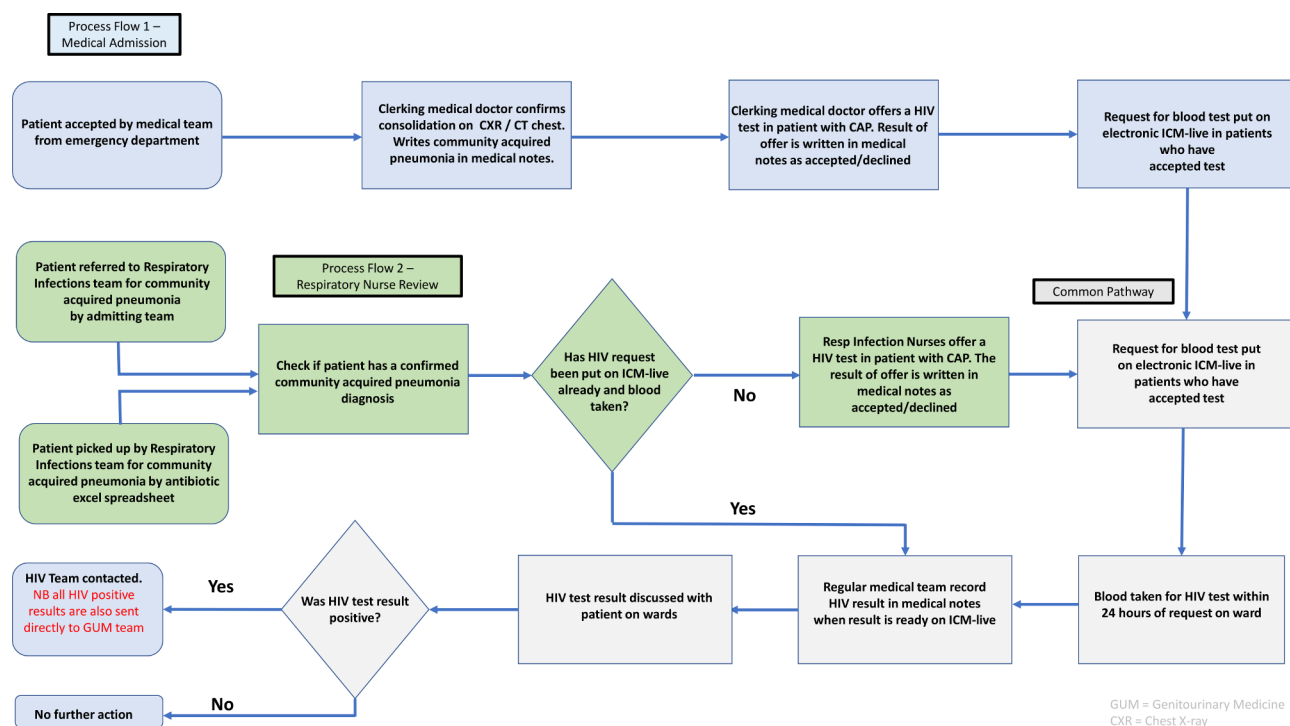 Process Flow 1 –
Medical Admission
Patient accepted by medical team
from emergency department
Clerking medical doctor confirms
consolidation on CXR / CT chest.
Writes community acquired
pneumonia in medical notes.
Clerking medical doctor offers a HIV
test in patient with CAP. Result of
offer is written in medical
notes as accepted/declined
Request for blood test put on
electronic ICM-live in patients
who have
accepted test
Process Flow 2 –
Respiratory Nurse Review
Patient referred to Respiratory
Infections team for community
acquired pneumonia
by admitting team
Patient picked up by Respiratory
Infections team for community
acquired pneumonia by antibiotic
excel spreadsheet
Check if patient has a confirmed
community acquired pneumonia
diagnosis
Has HIV request
been put on ICM-live
already and blood
taken?
No
Yes
Resp Infection Nurses offer a
HIV test in patient with CAP. The
result of offer is written in
medical notes as
accepted/declined
Common Pathway
Request for blood test put
on electronic ICM-live in
patients who have
accepted test
Blood taken for HIV test within
24 hours of request on ward
Regular medical team record
HIV result in medical notes
when result is ready on ICM-live
HIV test result discussed with
patient on wards
Was HIV test result
positive?
Yes
HIV Team contacted.
NB all HIV positive
results are also sent
directly to GUM team
No
No further action
GUM = Genitourinary Medicine
CXR = Chest X-ray